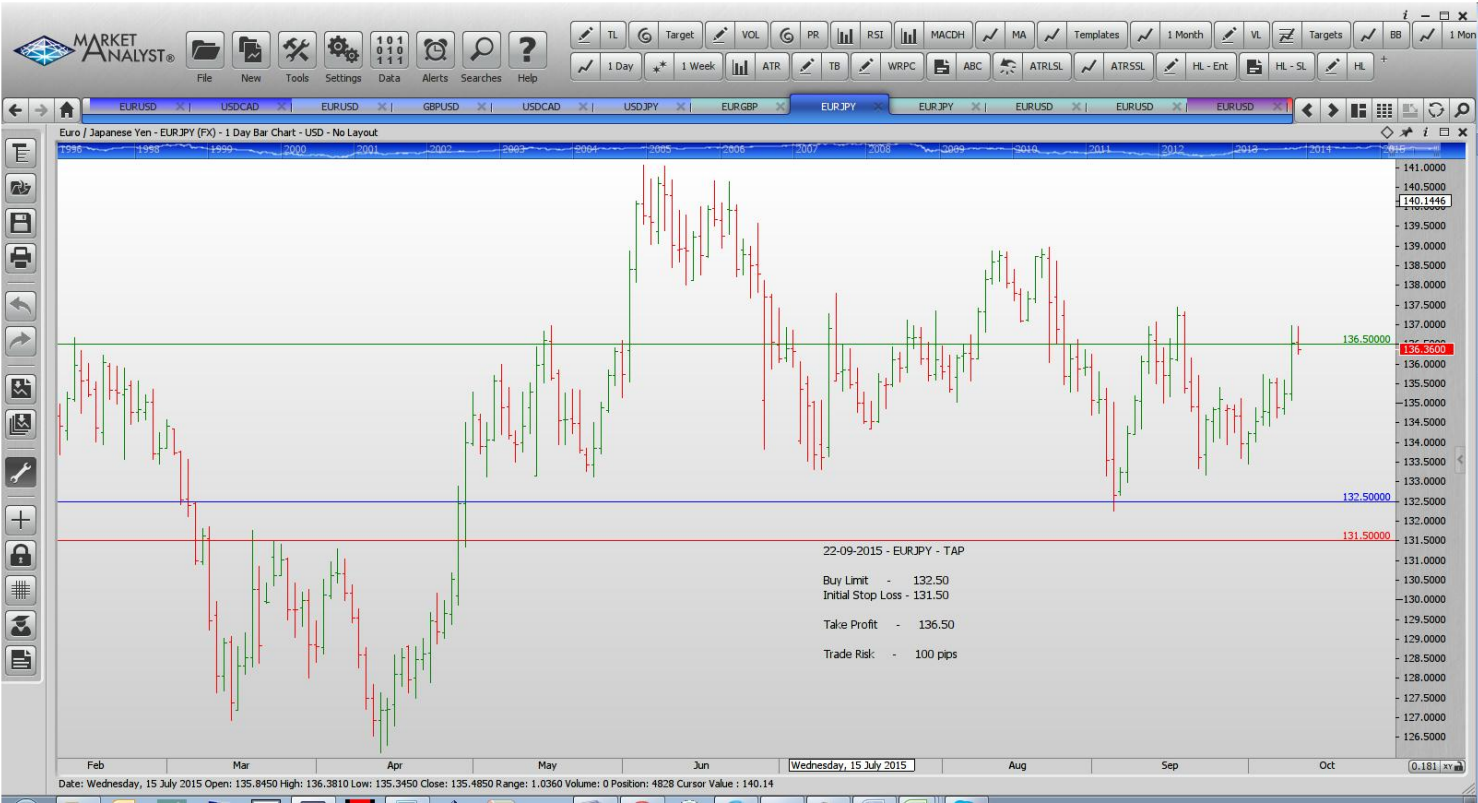 i
MARKET
ANALYST®
File
New
Tools
Settings
Data
Alerts
Searches
Help
TL
Target
VOL
PR
RSI
MACDH
MA
Templates
1 Month
VL
Targets
BB
1 Mon
1 Day
1 Week
ATR
TB
WRPC
ABC
ATRLSL
ATRSSL
HL - Ent
HL - SL
HL
+
EURUSD
USDCAD
EURUSD
GBPUSD
USDCAD
USDJPY
EURGBP
EURJPY
EURJPY
EURUSD
EURUSD
EURUSD
Euro / Japanese Yen - EURJPY (FX) - 1 Day Bar Chart - USD - No Layout
1996 1998 1999 2000 2001 2002 2003 2004 2005 2006 2007 2008 2009 2010 2011 2012 2013 2014 2015
141.0000
140.5000
140.1446
139.5000
139.0000
138.5000
138.0000
137.5000
137.0000
136.50000
136.3600
136.0000
135.5000
135.0000
134.5000
134.0000
133.5000
133.0000
132.50000
132.5000
132.0000
131.50000
131.5000
131.0000
130.5000
130.0000
129.5000
129.0000
128.5000
128.0000
127.5000
127.0000
126.5000
22-09-2015 - EURJPY - TAP
Buy Limit - 132.50
Initial Stop Loss - 131.50
Take Profit - 136.50
Trade Risk - 100 pips
Feb Mar Apr May Jun Wednesday, 15 July 2015 Aug Sep Oct
0.181 XY
Date: Wednesday, 15 July 2015 Open: 135.8450 High: 136.3810 Low: 135.3450 Close: 135.4850 Range: 1.0360 Volume: 0 Position: 4828 Cursor Value : 140.14